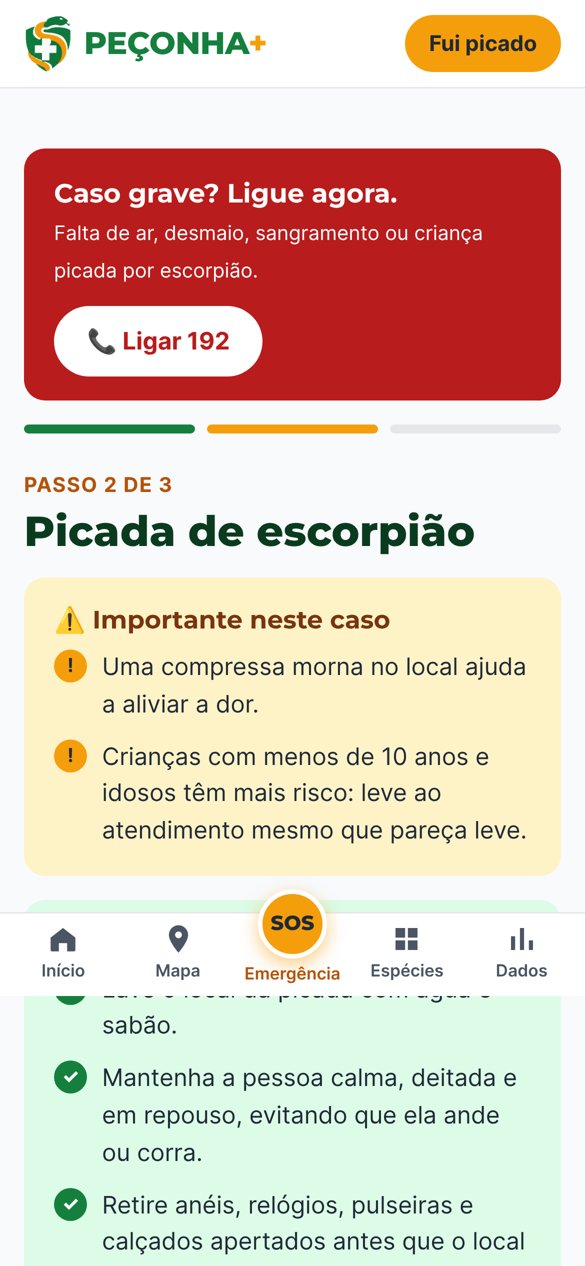 PEÇONHA+
Fui picado
Caso grave? Ligue agora.
Falta de ar, desmaio, sangramento ou criança
picada por escorpião.
Ligar 192
PASSO 2 DE 3
Picada de escorpião
Importante neste caso
! Uma compressa morna no local ajuda
a aliviar a dor.
! Crianças com menos de 10 anos e
idosos têm mais risco: leve ao
atendimento mesmo que pareça leve.
SOS
Início
Mapa
Emergência
Espécies
Dados
sabão.
Mantenha a pessoa calma, deitada e
em repouso, evitando que ela ande
ou corra.
Retire anéis, relógios, pulseiras e
calçados apertados antes que o local